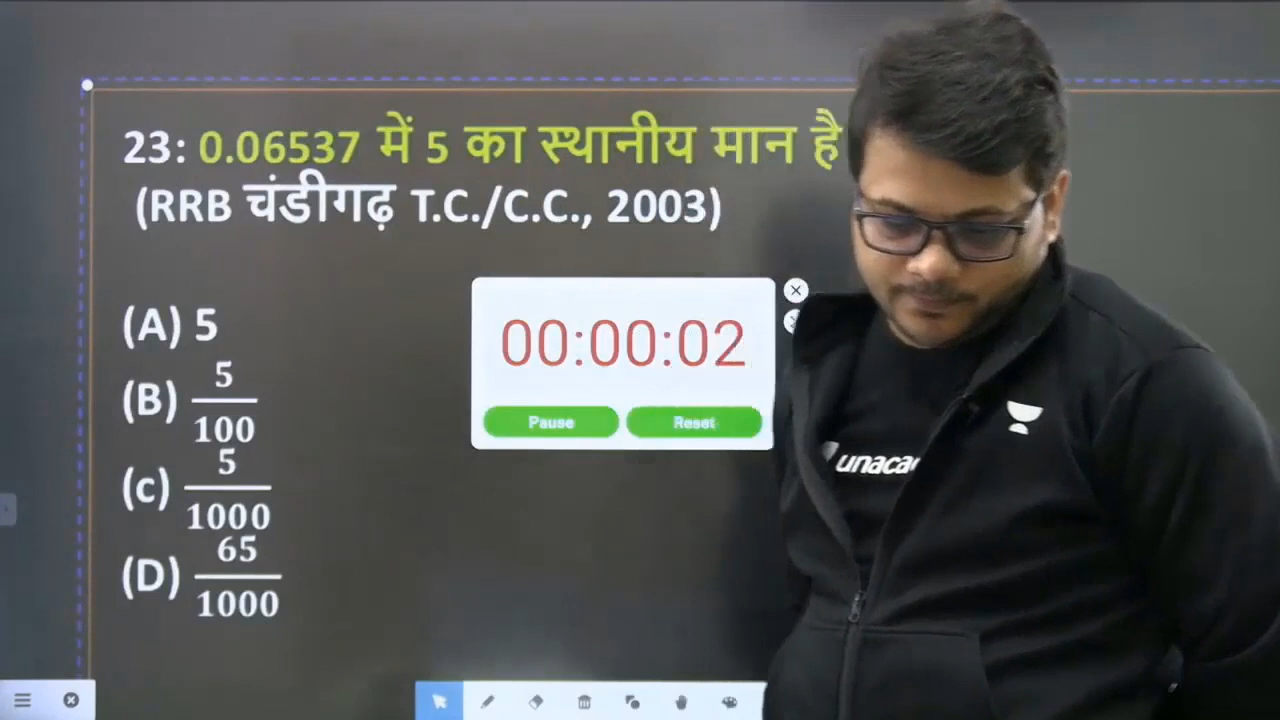 23: 0.06537 में 5 का स्थानीय मान है
(RRB चंडीगढ़ T.C./C.C., 2003)
(A) 5
(B) 5/100
(c) 5/1000
(D) 65/1000
00:00:02
Pause
Reset